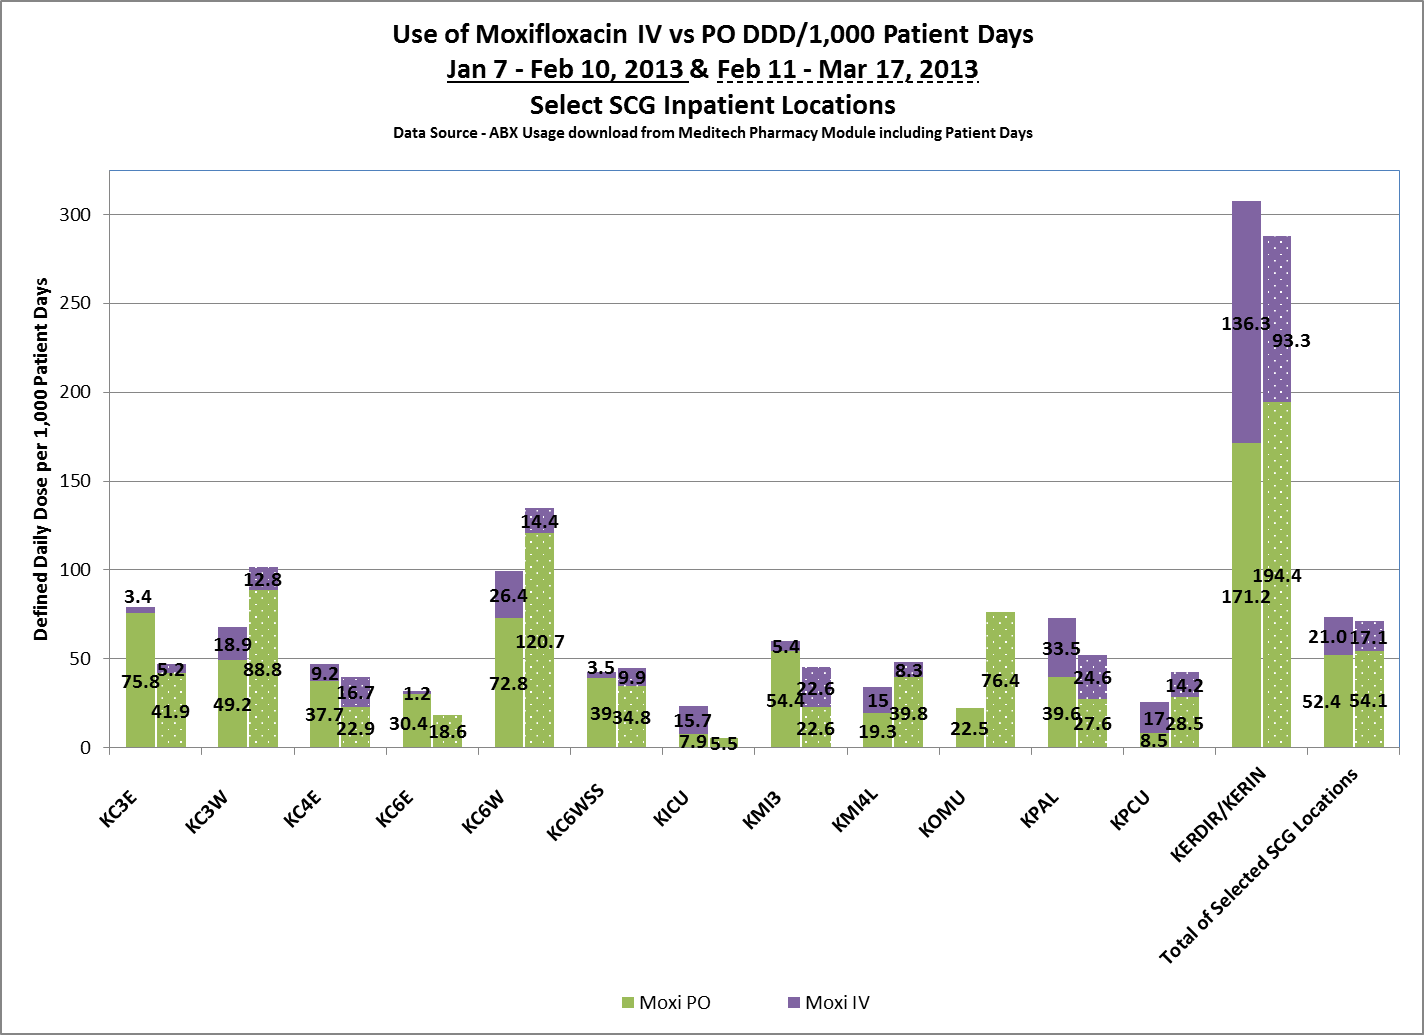 Use of Moxifloxacin IV vs PO DDD/1,000 Patient Days
Jan 7 - Feb 10, 2013 & Feb 11 - Mar 17, 2013
Select SCG Inpatient Locations
Data Source - ABX Usage download from Meditech Pharmacy Module including Patient Days
Defined Daily Dose per 1,000 Patient Days
300
250
200
150
100
50
0
3.4
75.8
5.2
41.9
18.9
49.2
12.8
88.8
9.2
37.7
16.7
22.9
1.2
30.4
18.6
26.4
72.8
14.4
120.7
3.5
39
9.9
34.8
15.7
7.9
5.5
5.4
54.4
22.6
22.6
15
19.3
8.3
39.8
22.5
76.4
33.5
39.6
24.6
27.6
17
8.5
14.2
28.5
136.3
171.2
93.3
194.4
21.0
52.4
17.1
54.1
KC3E
KC3W
KC4E
KC6E
KC6W
KC6WSS
KICU
KMI3
KMI4L
KOMU
KPAL
KPCU
KERDIR/KERIN
Total of Selected SCG Locations
Moxi PO
Moxi IV